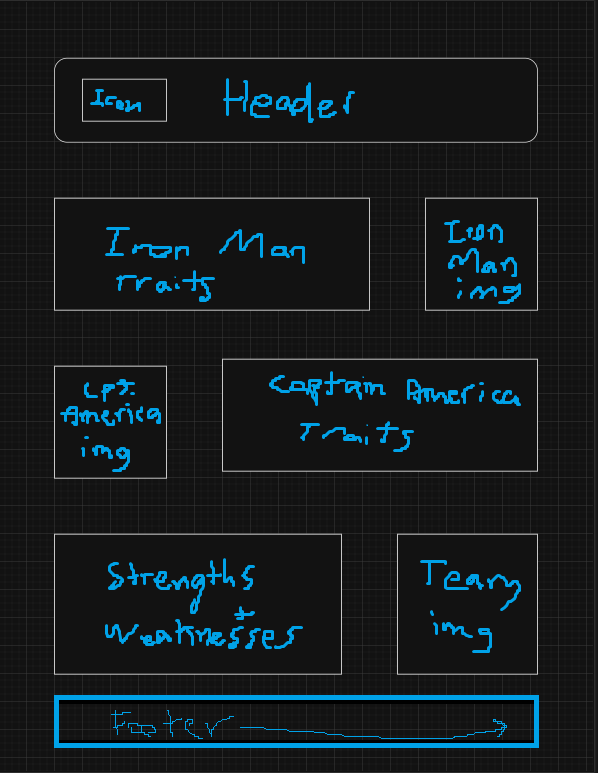 Icon
Header
Iron Man
Traits
Iron
Man
img
Cpt.
America
img
Captain America
Traits
Strengths
+
Weaknesses
Team
img
Footer